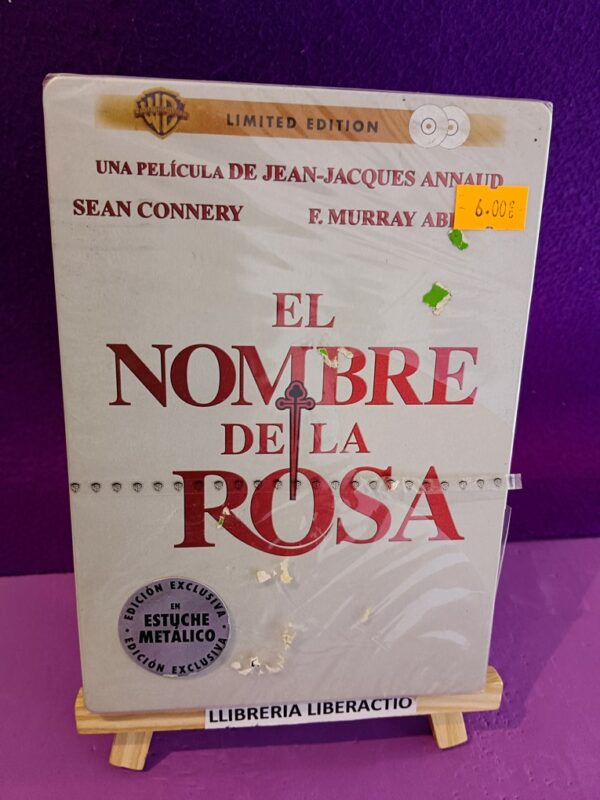 LIMITED EDITION
UNA PELÍCULA DE JEAN-JACQUES ANNAUD
SEAN CONNERY F. MURRAY
6.00€
EL
NOMBRE
DE LA
ROSA
EDICIÓN EXCLUSIVA
EN
ESTUCHE
METÁLICO
EDICIÓN EXCLUSIVA
LLIBRERIA LIBERACTIO